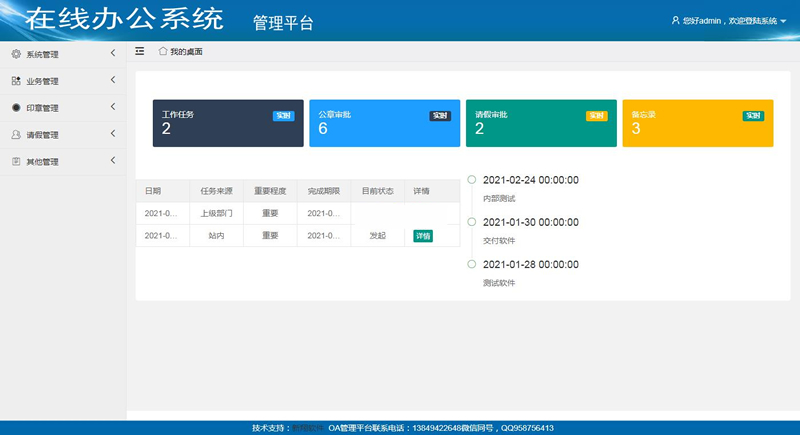 在线办公系统 管理平台
您好admin，欢迎登陆系统
系统管理
业务管理
印章管理
请假管理
其他管理
我的桌面
工作任务 实时
2
公章审批 实时
6
请假审批 实时
2
备忘录 实时
3
日期 任务来源 重要程度 完成期限 目前状态 详情
2021-0... 上级部门 重要 2021-0...
2021-0... 站内 重要 2021-0... 发起 详情
2021-02-24 00:00:00
内部测试
2021-01-30 00:00:00
交付软件
2021-01-28 00:00:00
测试软件
技术支持： OA管理平台联系电话：13849422648微信同号，QQ958756413